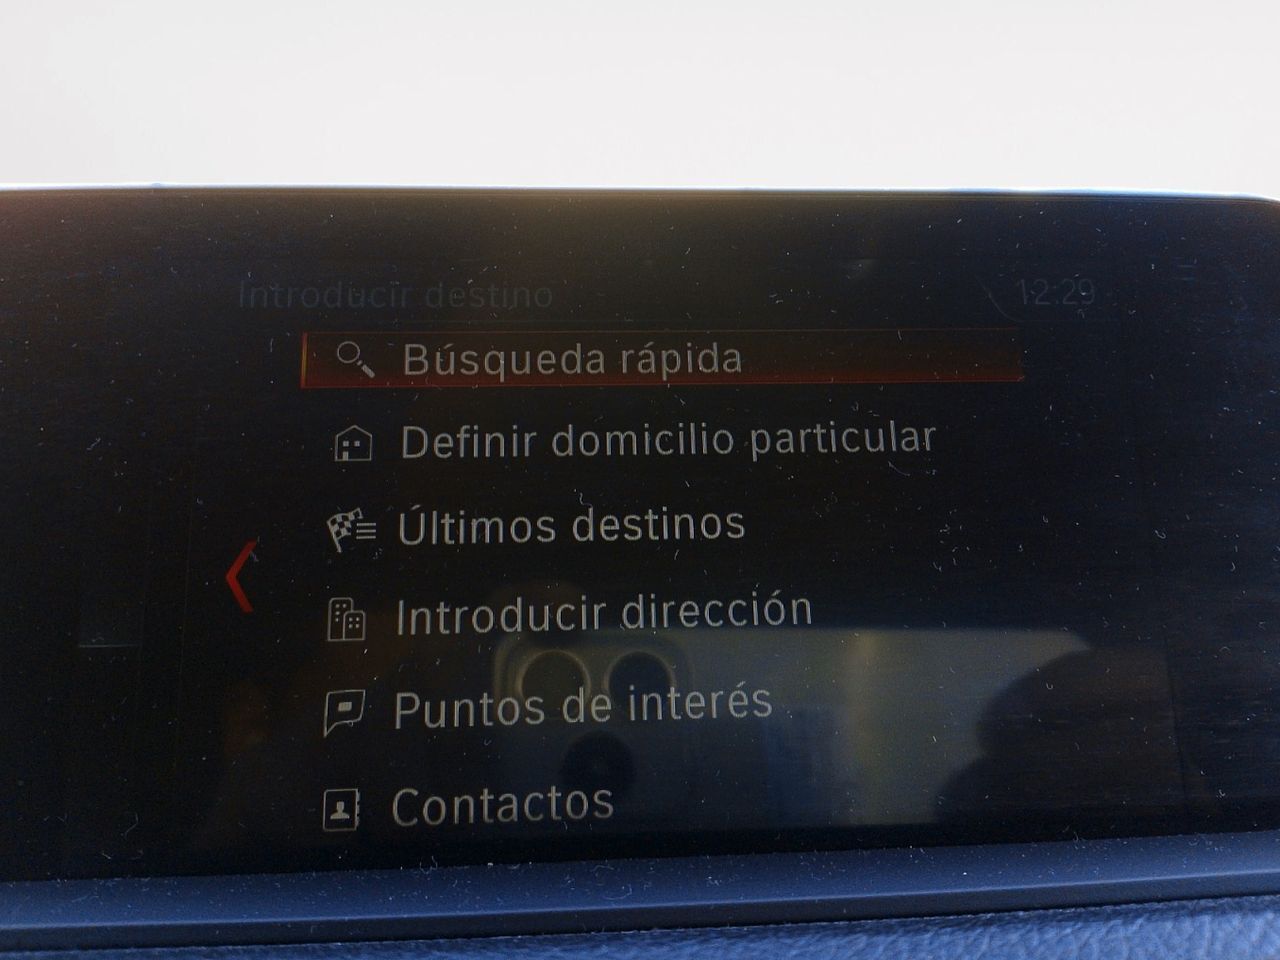 Introducir destino 12:29
Búsqueda rápida
Definir domicilio particular
Últimos destinos
Introducir dirección
Puntos de interés
Contactos